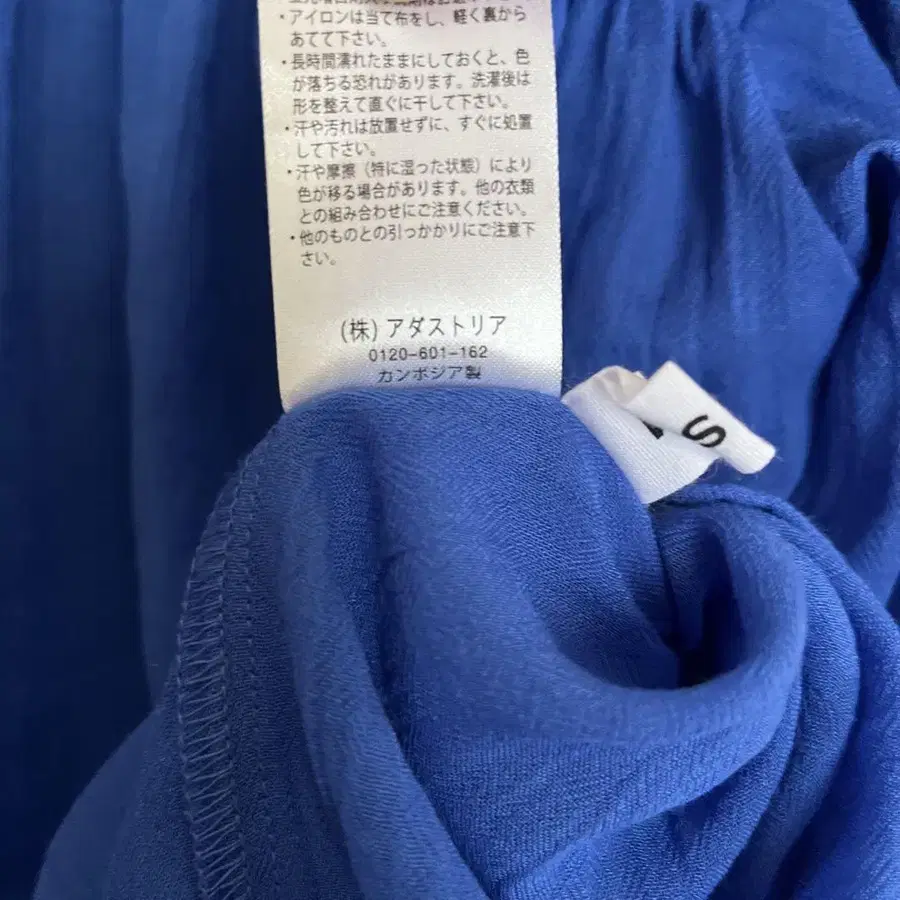 ・アイロンは当て布をし、軽く裏から
あてて下さい。
・長時間濡れたままにしておくと、色
が落ちる恐れがあります。洗濯後は
形を整えて直ぐに干して下さい。
・汗や汚れは放置せずに、すぐに処置
して下さい。
・汗や摩擦（特に湿った状態）により
色が移る場合があります。他の衣類
との組み合わせにご注意ください。
・他のものとの引っかかりにご注意下
さい。
(株) アダストリア
0120-601-162
カンボジア製
S